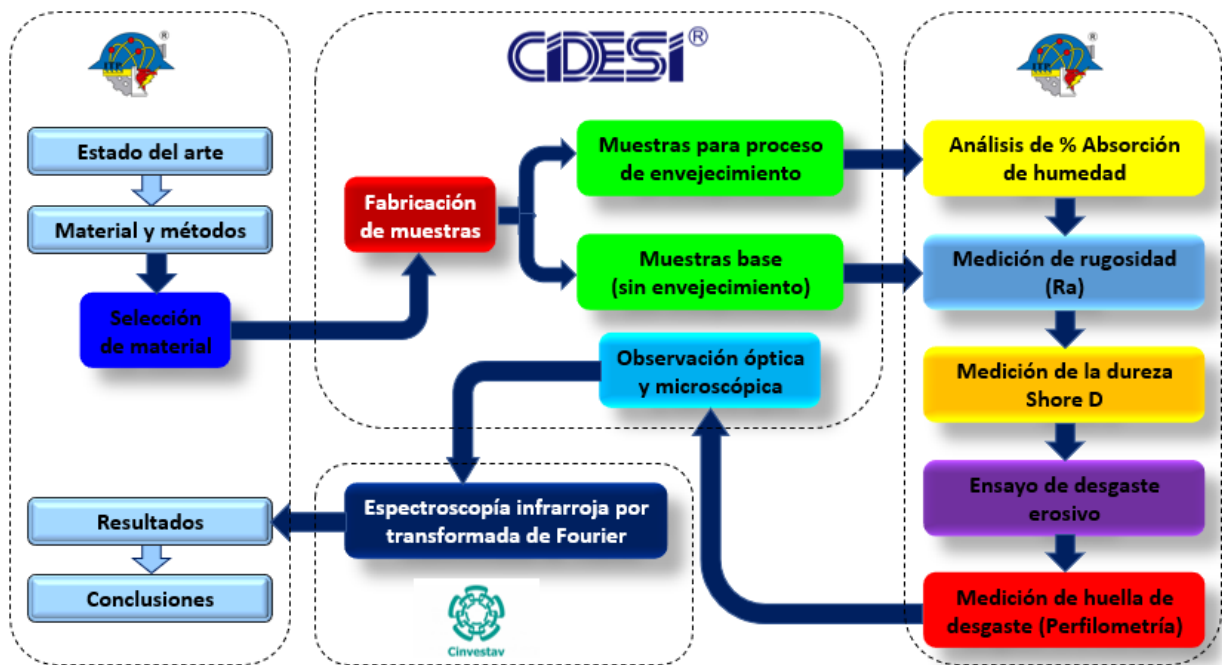 Estado del arte
Material y métodos
Selección
de material
CIDESI®
Fabricación
de muestras
Muestras para proceso
de envejecimiento
Muestras base
(sin envejecimiento)
®
Análisis de % Absorción
de humedad
Medición de rugosidad
(Ra)
Medición de la dureza
Shore D
Ensayo de desgaste
erosivo
Medición de huella de
desgaste (Perfilometría)
Observación óptica
y microscópica
Espectroscopía infrarroja por
transformada de Fourier
Cinvestav
®
Resultados
Conclusiones